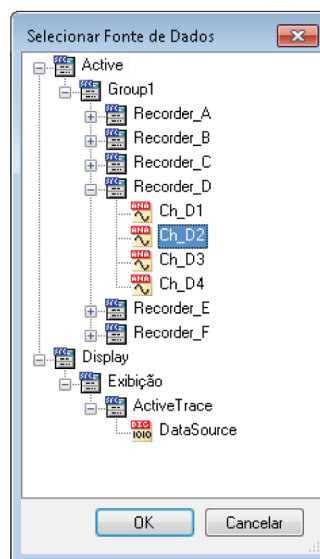 Selecionar Fonte de Dados
Active
Group1
Recorder_A
Recorder_B
Recorder_C
Recorder_D
Ch_D1
Ch_D2
Ch_D3
Ch_D4
Recorder_E
Recorder_F
Display
Exibição
ActiveTrace
DataSource
OK
Cancelar